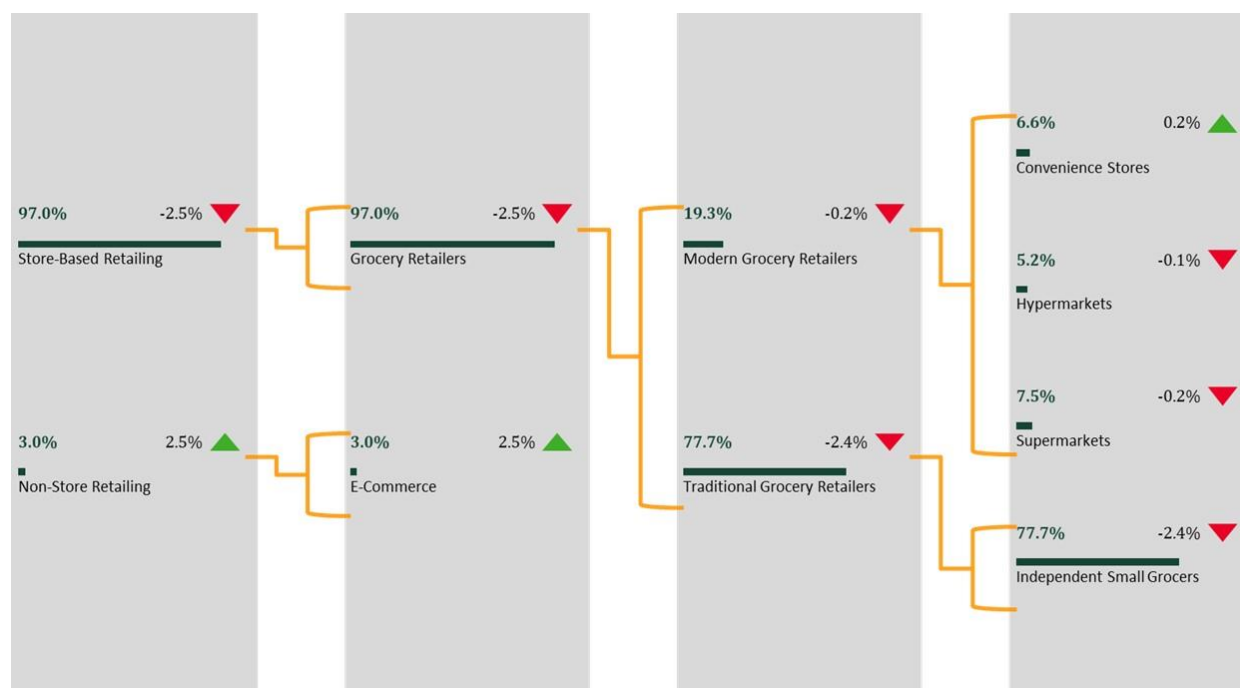 97.0% -2.5%
Store-Based Retailing
3.0% 2.5%
Non-Store Retailing
97.0% -2.5%
Grocery Retailers
3.0% 2.5%
E-Commerce
19.3% -0.2%
Modern Grocery Retailers
77.7% -2.4%
Traditional Grocery Retailers
6.6% 0.2%
Convenience Stores
5.2% -0.1%
Hypermarkets
7.5% -0.2%
Supermarkets
77.7% -2.4%
Independent Small Grocers